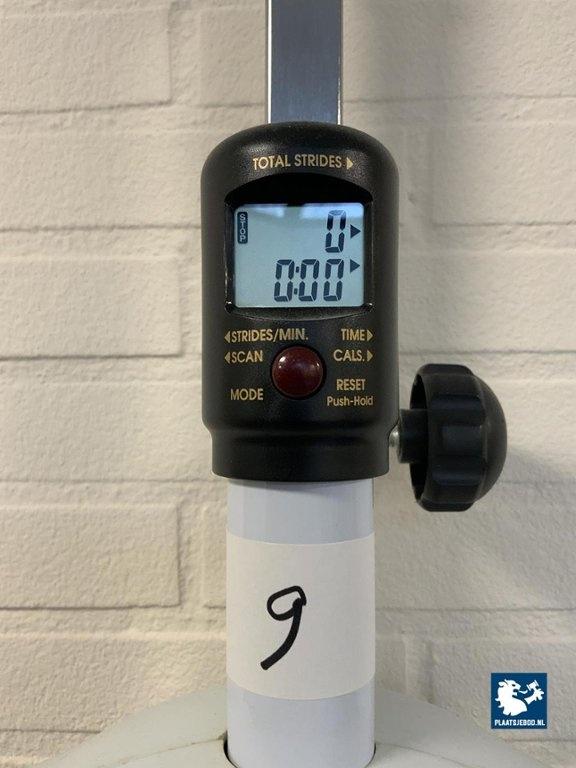 TOTAL STRIDES
STOP
0
0:00
STRIDES/MIN. TIME
SCAN CALS.
MODE RESET
Push-Hold
9
PLAATSJEBOD.NL